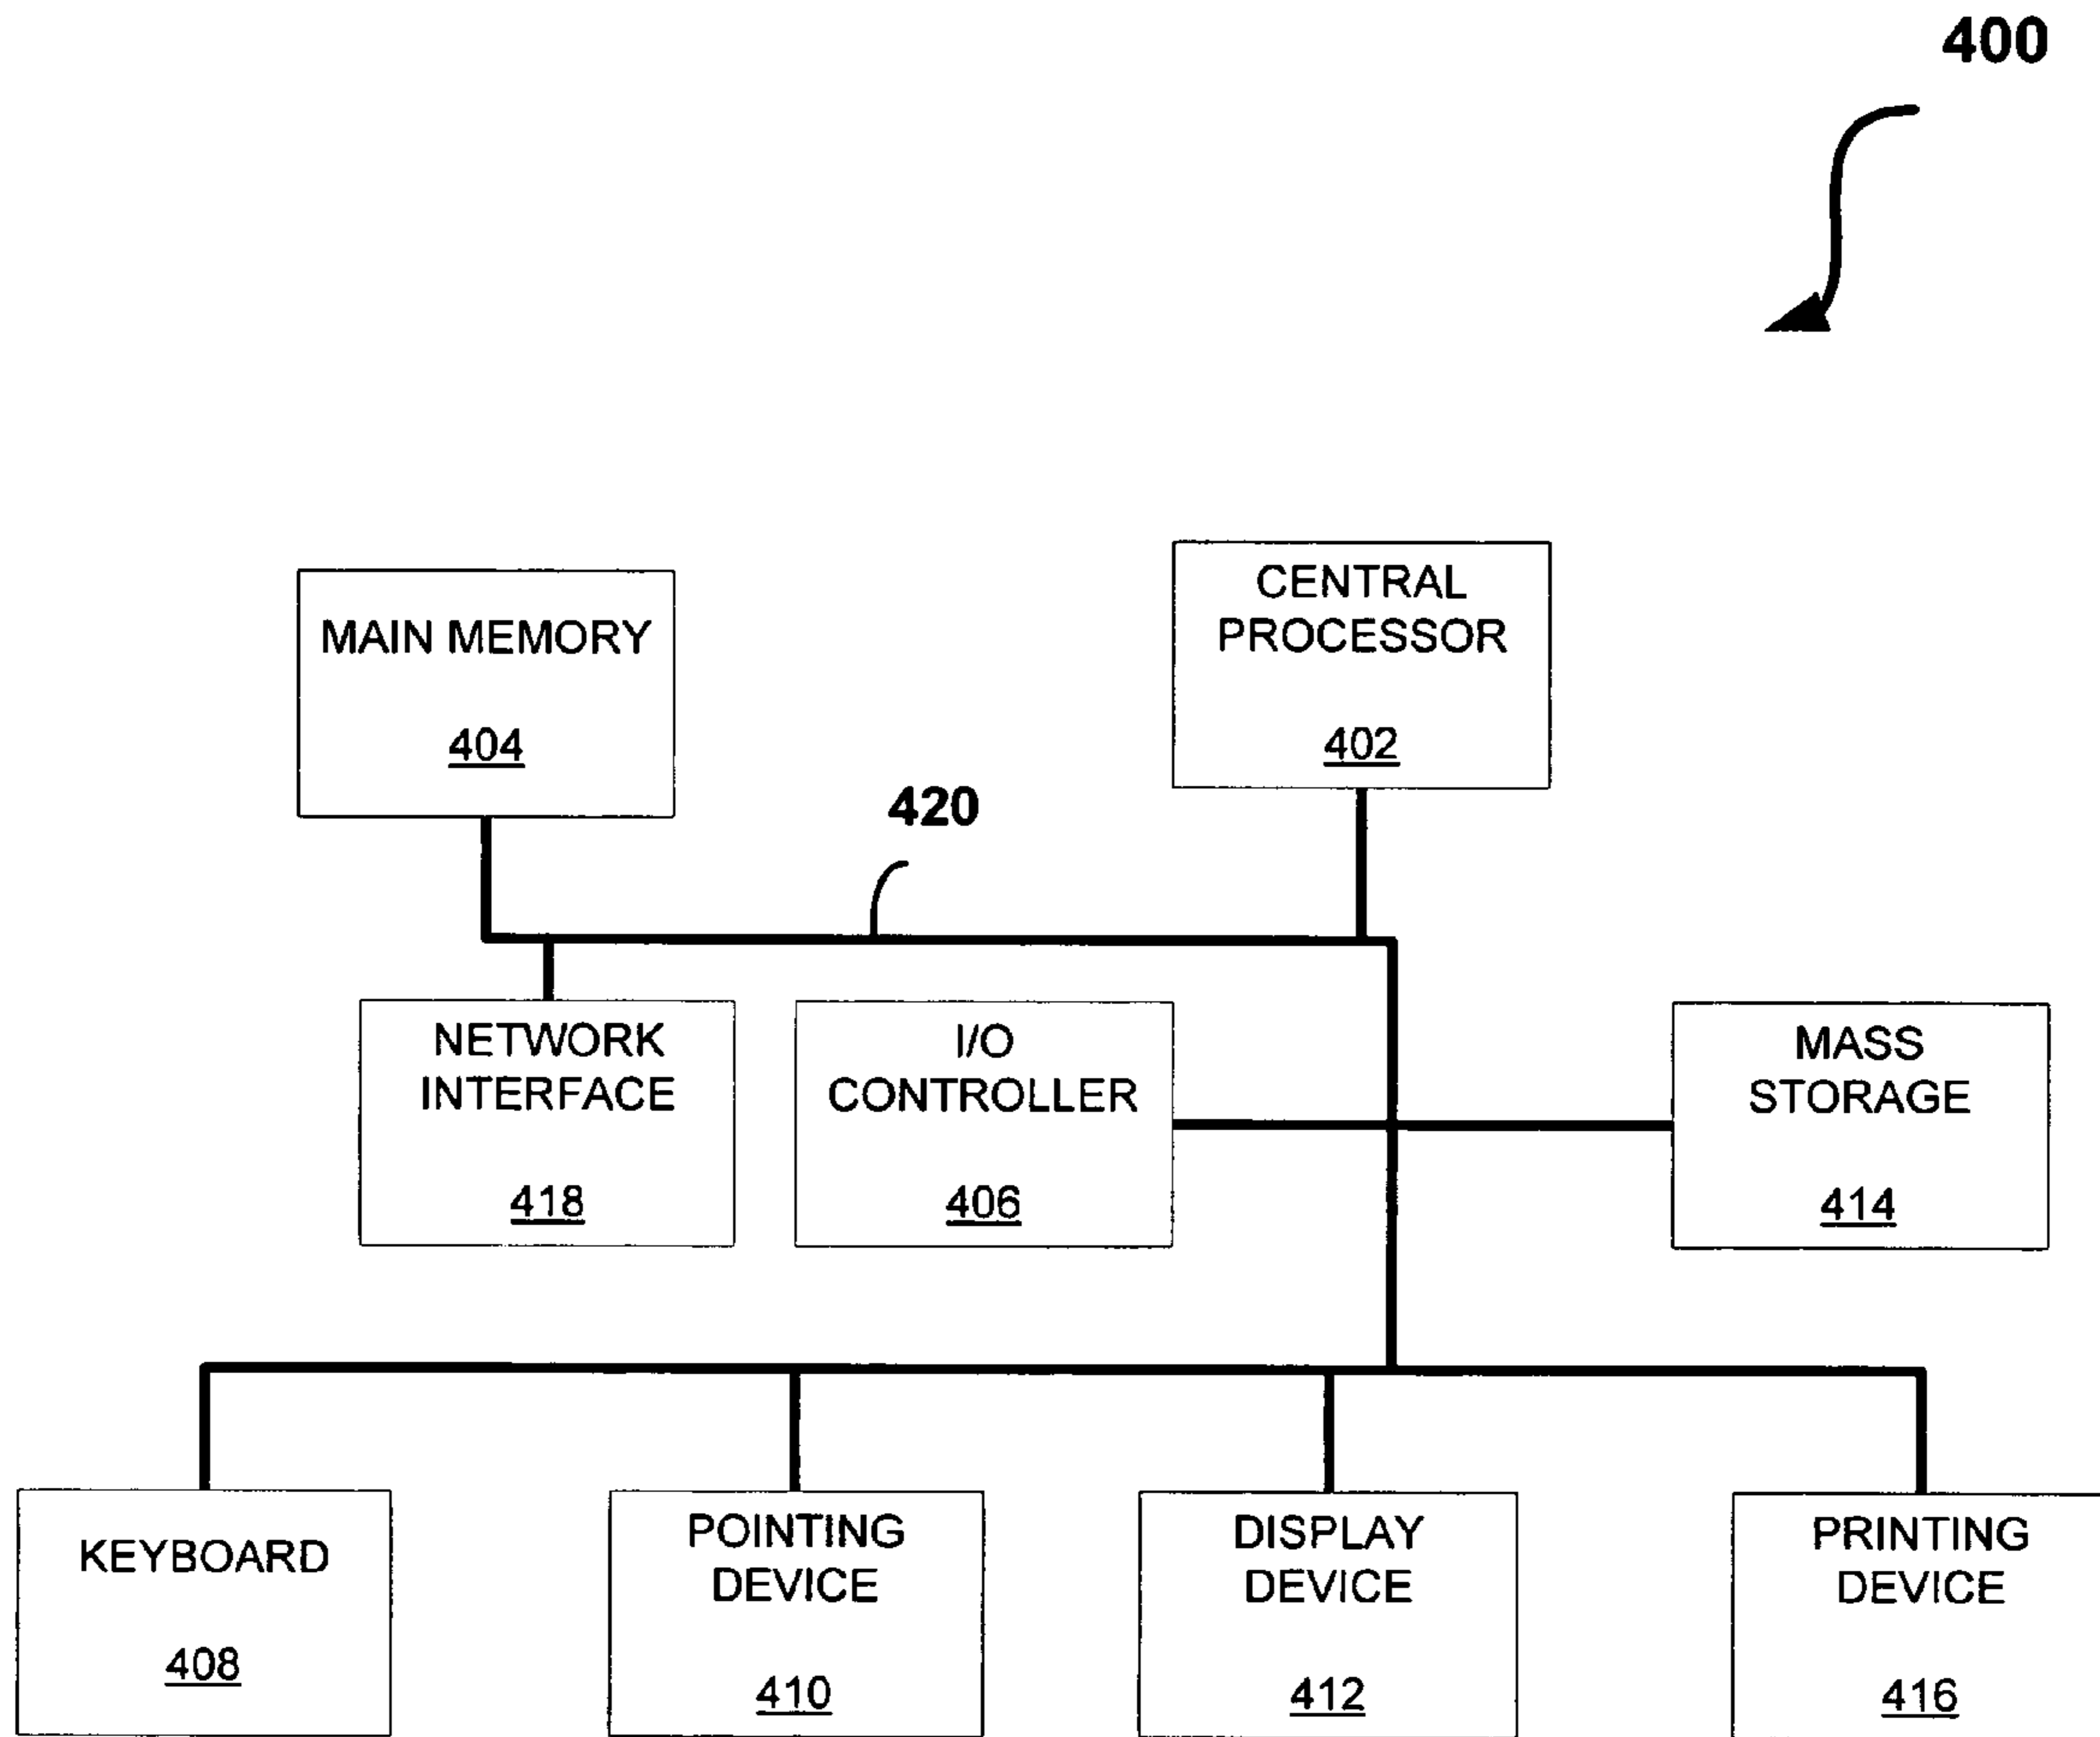 400
MAIN MEMORY
404
CENTRAL
PROCESSOR
402
420
NETWORK
INTERFACE
418
I/O
CONTROLLER
406
MASS
STORAGE
414
KEYBOARD
408
POINTING
DEVICE
410
DISPLAY
DEVICE
412
PRINTING
DEVICE
416